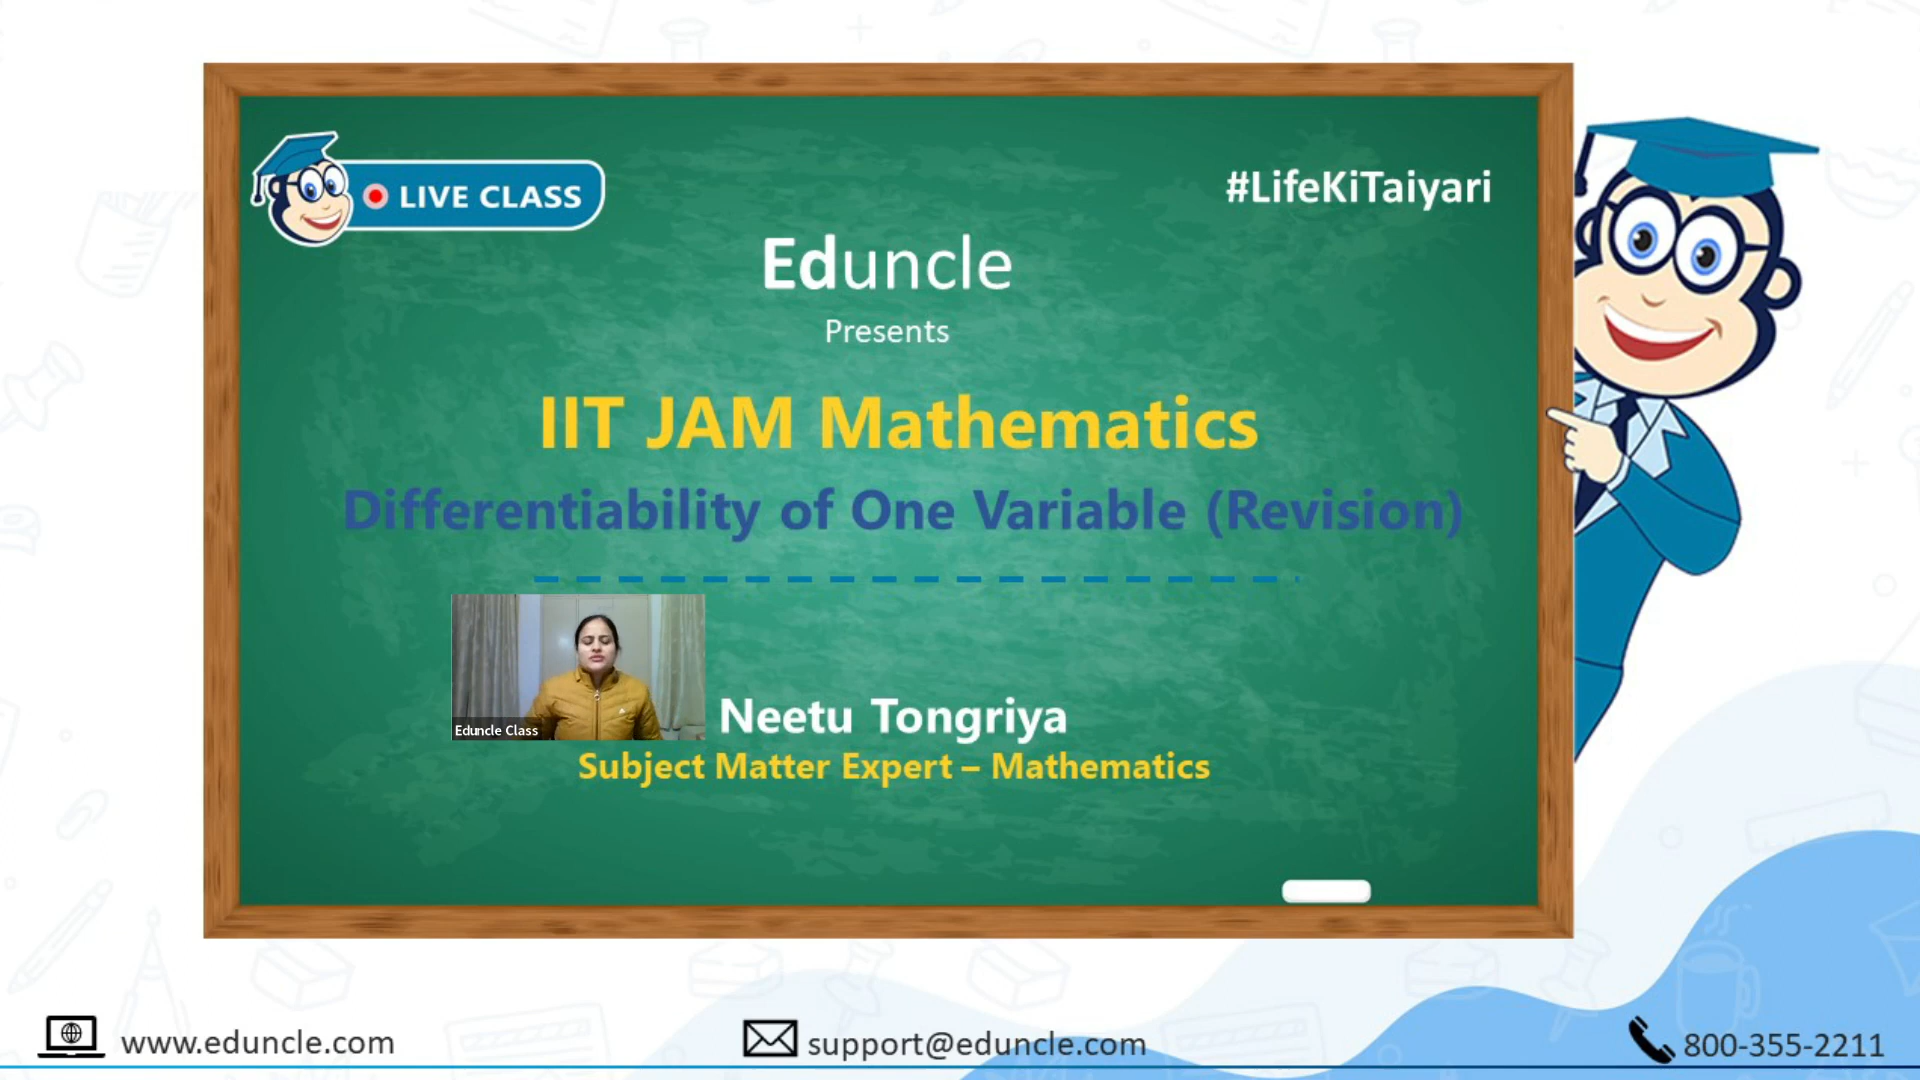 LIVE CLASS
#LifeKiTaiyari
Eduncle
Presents
IIT JAM Mathematics
Differentiability of One Variable (Revision)
Eduncle Class
Neetu Tongriya
Subject Matter Expert – Mathematics
www.eduncle.com
support@eduncle.com
800-355-2211